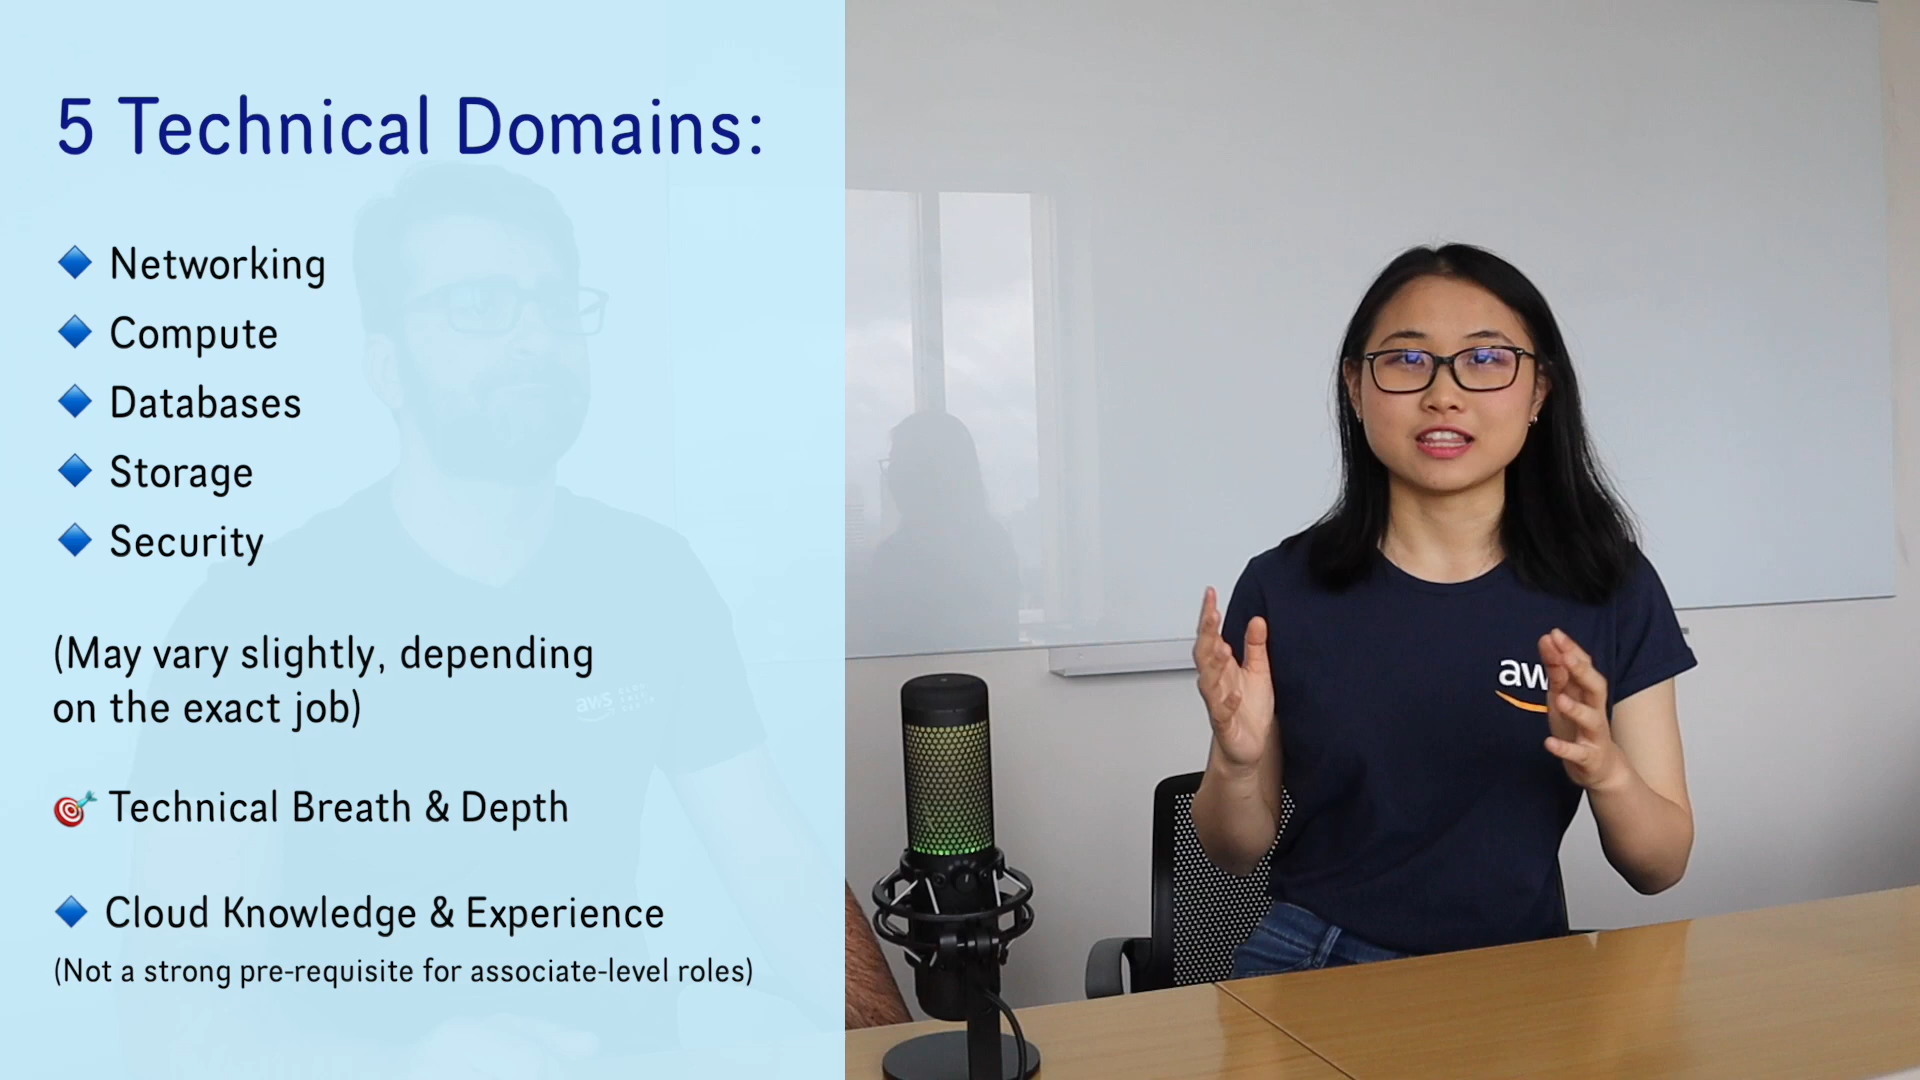 5 Technical Domains:
Networking
Compute
Databases
Storage
Security
(May vary slightly, depending
on the exact job)
Technical Breath & Depth
Cloud Knowledge & Experience
(Not a strong pre-requisite for associate-level roles)
aws